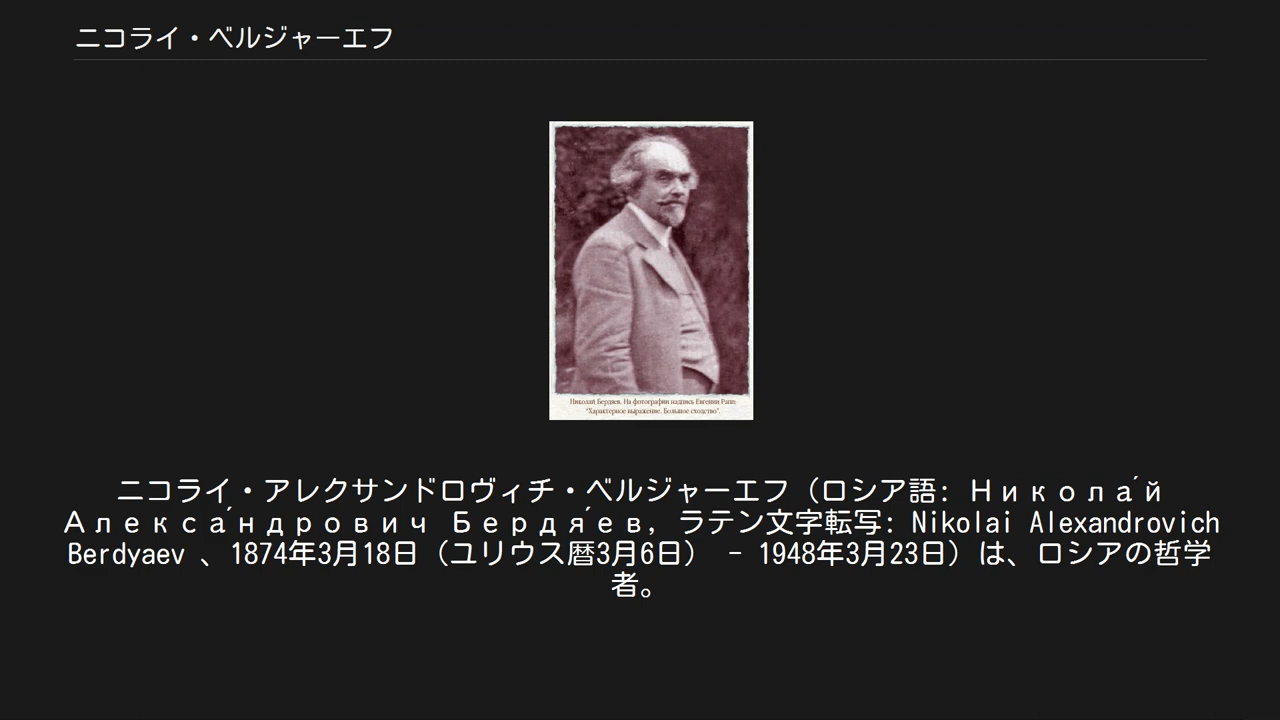 ニコライ・ベルジャーエフ
Николай Бердяев. На фотографии надпись Евгении Рапп:
"Характерное выражение. Большое сходство".
ニコライ・アレクサンドロヴィチ・ベルジャーエフ（ロシア語: Никола́й
Алекса́ндрович Бердя́ев, ラテン文字転写: Nikolai Alexandrovich
Berdyaev 、1874年3月18日（ユリウス暦3月6日） - 1948年3月23日）は、ロシアの哲学
者。